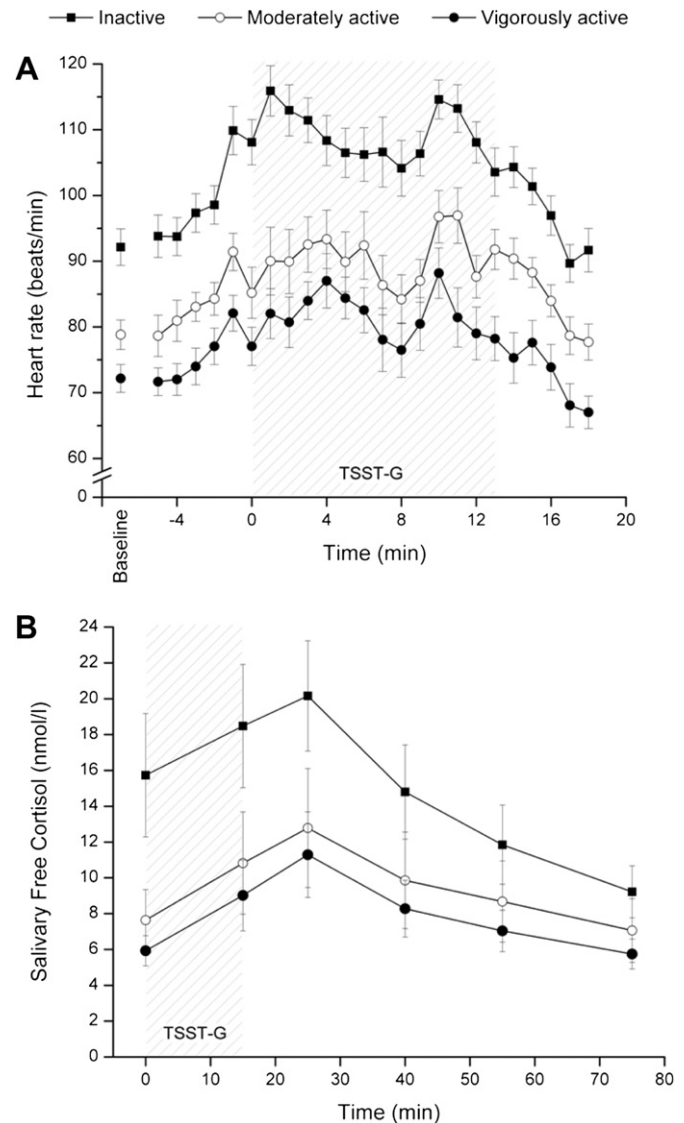 Inactive Moderately active Vigorously active
A
120
110
100
90
80
70
60
0
Heart rate (beats/min)
TSST-G
Baseline -4 0 4 8 12 16 20
Time (min)
B
24
22
20
18
16
14
12
10
8
6
4
2
0
Salivary Free Cortisol (nmol/l)
TSST-G
0 10 20 30 40 50 60 70 80
Time (min)